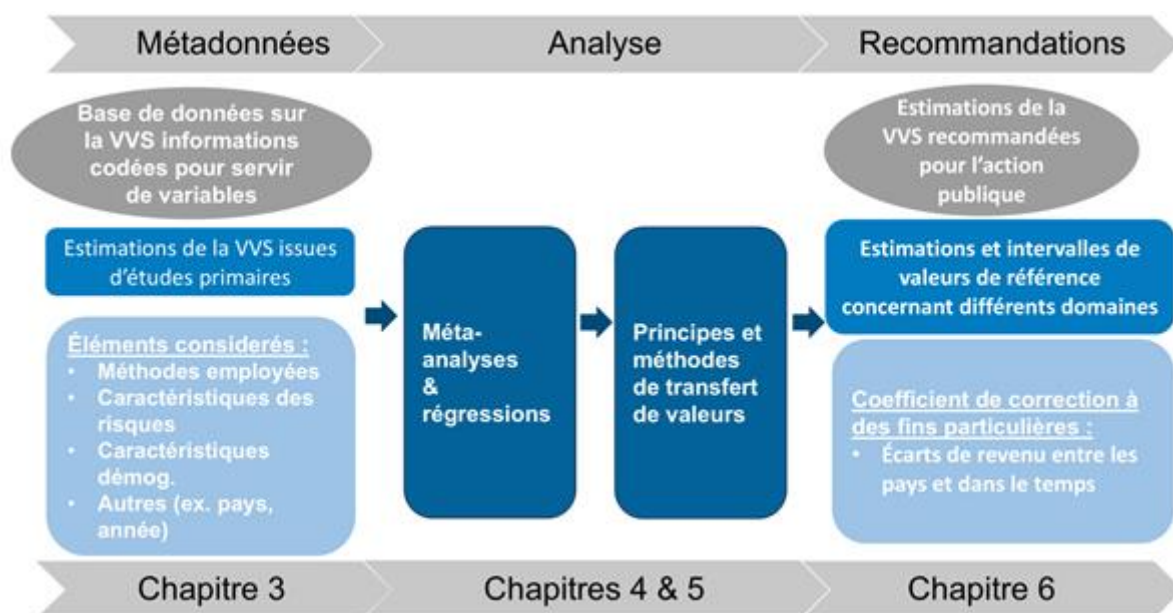 Métadonnées
Analyse
Recommandations
Base de données sur
la VVS informations
codées pour servir
de variables
Estimations de la VVS issues
d'études primaires
Éléments considerés :
• Méthodes employées
• Caractéristiques des
risques
• Caractéristiques
démog.
• Autres (ex. pays,
année)
Méta-
analyses
&
régressions
Principes et
méthodes
de transfert
de valeurs
Estimations de la
VVS recommandées
pour l'action
publique
Estimations et intervalles de
valeurs de référence
concernant différents domaines
Coefficient de correction à
des fins particulières :
• Écarts de revenu entre les
pays et dans le temps
Chapitre 3
Chapitres 4 & 5
Chapitre 6